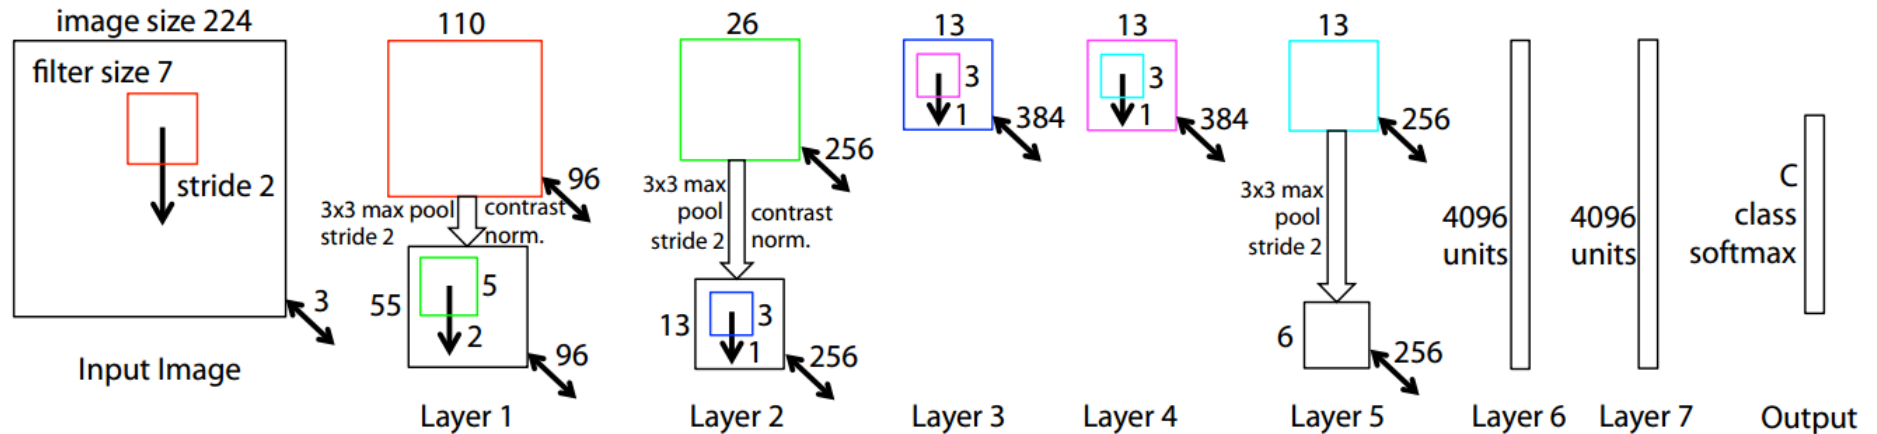 image size 224
filter size 7
stride 2
3
Input Image
110
96
3x3 max pool
stride 2
contrast
norm.
55
5
2
96
Layer 1
26
256
3x3 max
pool
stride 2
contrast
norm.
13
3
1
256
Layer 2
13
3
1
384
Layer 3
13
3
1
384
Layer 4
13
256
3x3 max
pool
stride 2
6
256
Layer 5
4096
units
Layer 6
4096
units
Layer 7
C
class
softmax
Output